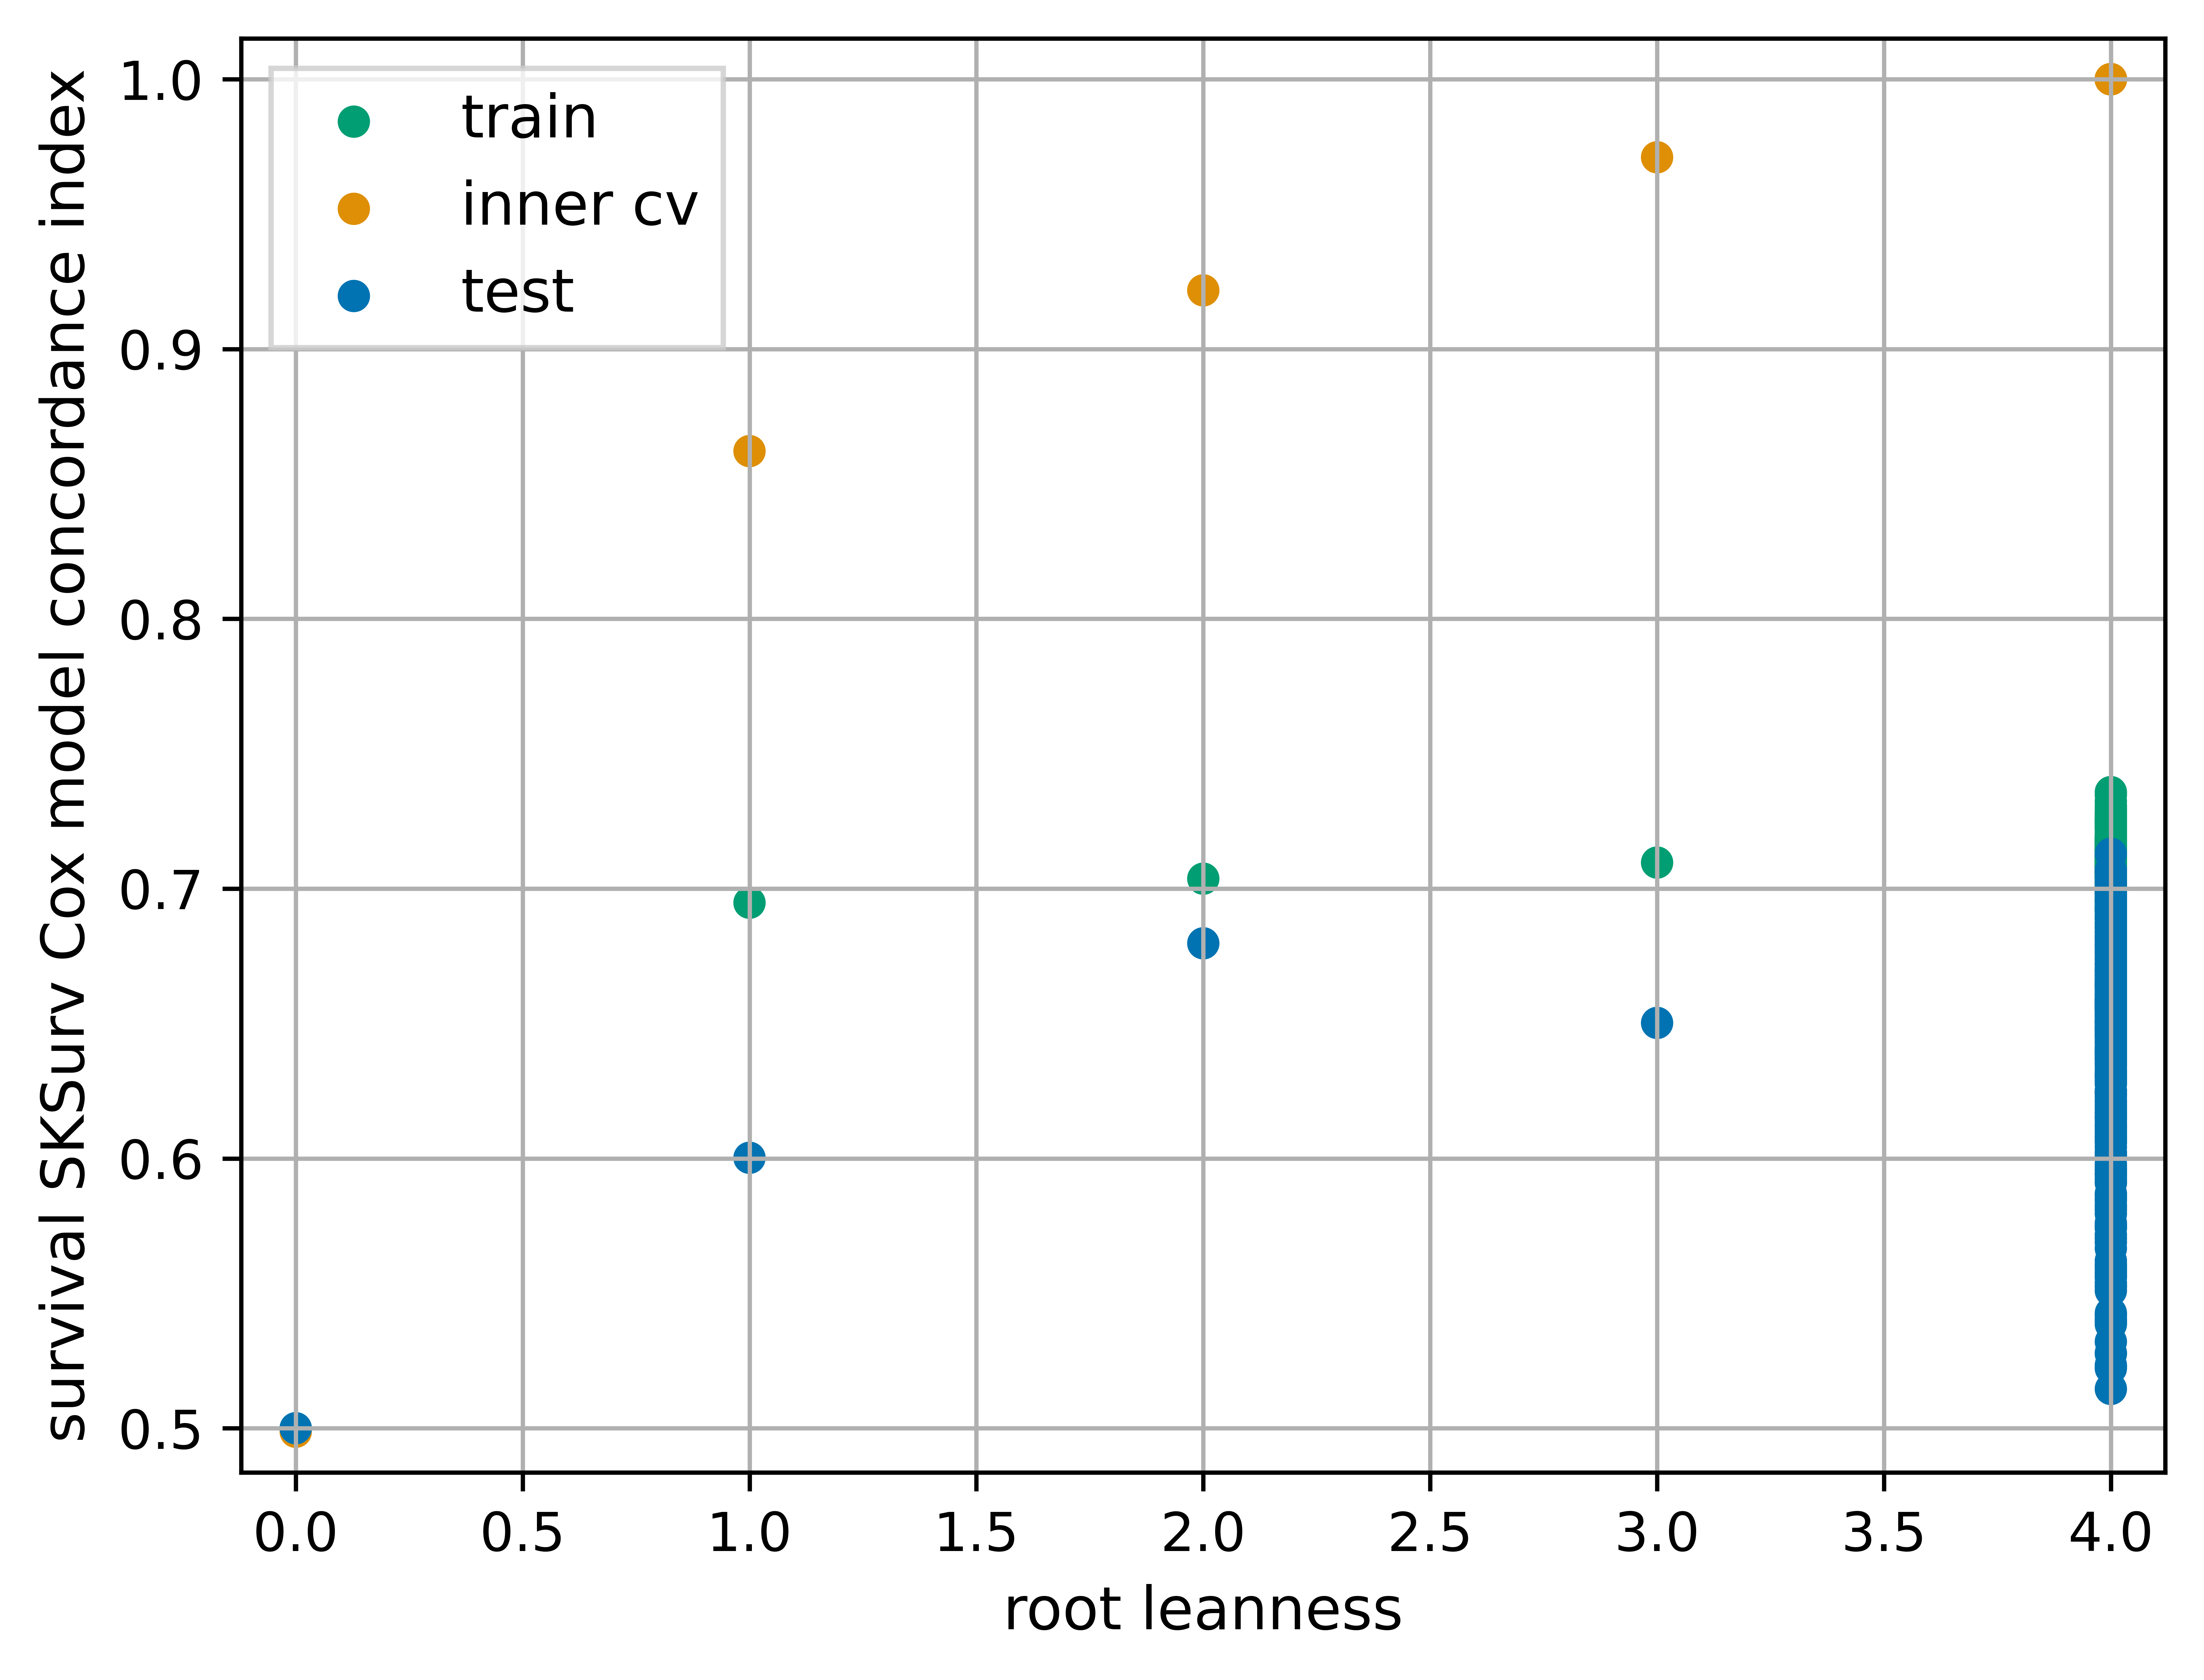 survival SKSurv Cox model concordance index
1.0
0.9
0.8
0.7
0.6
0.5
train
inner cv
test
0.0 0.5 1.0 1.5 2.0 2.5 3.0 3.5 4.0
root leanness